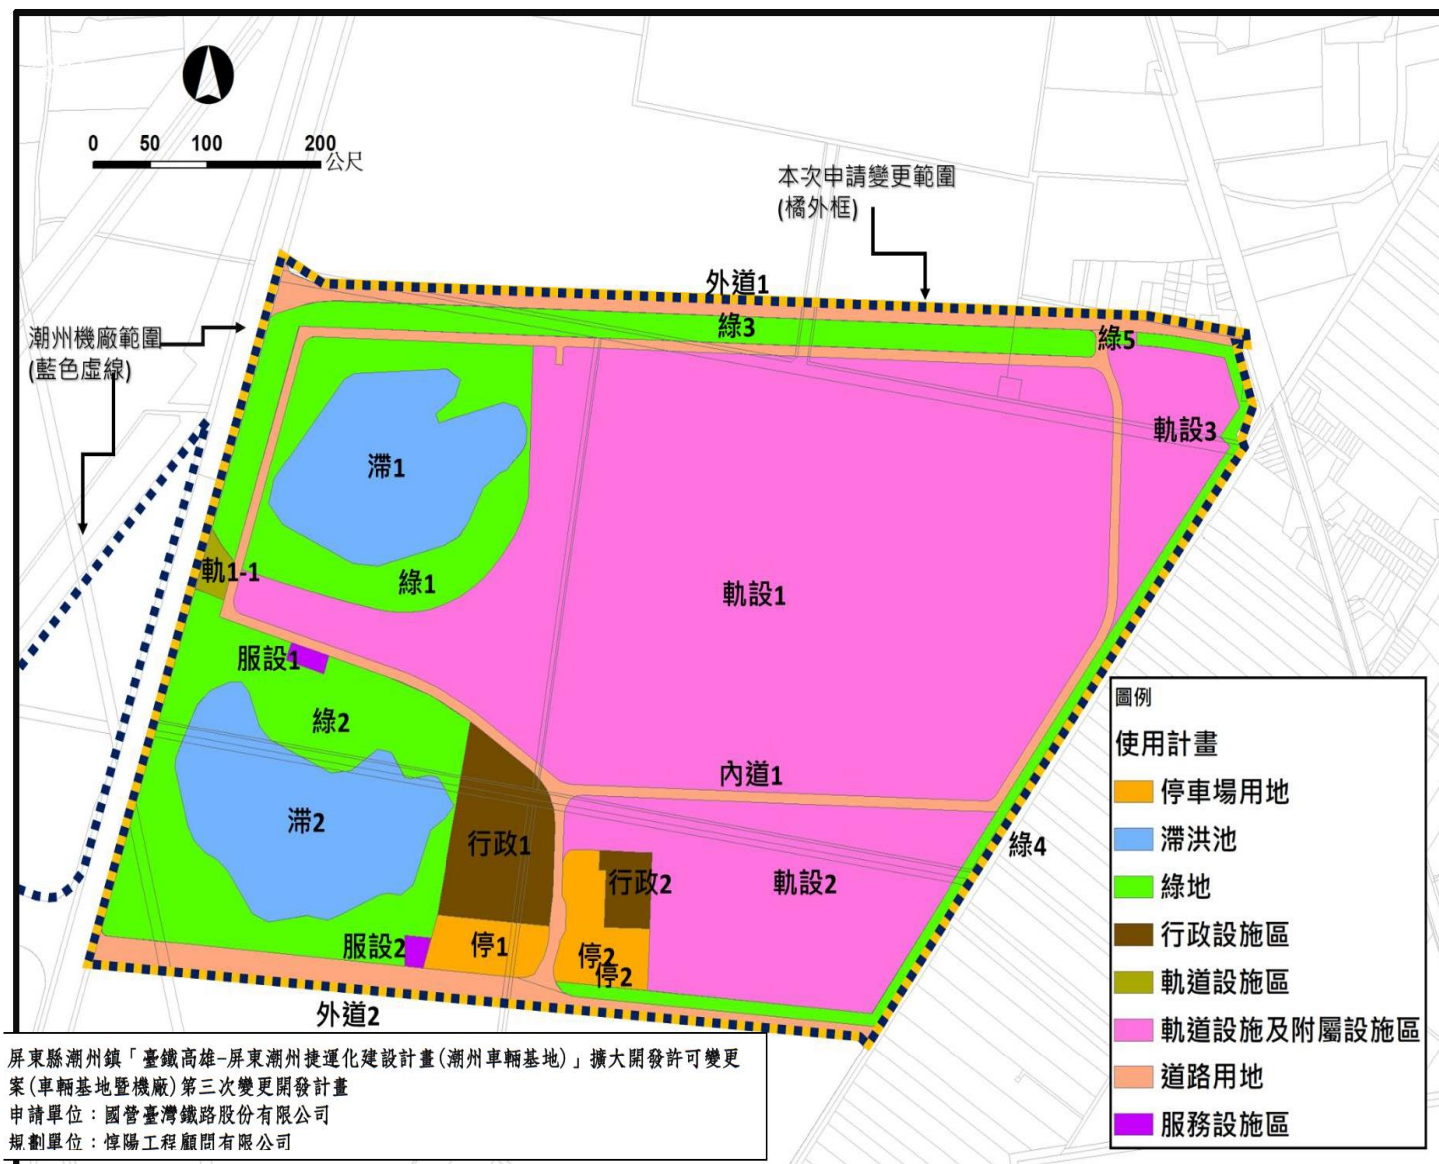 0 50 100 200
公尺
本次申請變更範圍
(橘外框)
外道1
潮州機廠範圍
(藍色虛線)
綠3
綠5
軌設3
滯1
軌1-1
綠1
軌設1
服設1
綠2
內道1
滯2
行政1
綠4
行政2
軌設2
服設2
停1
停2
停2
外道2
圖例
使用計畫
停車場用地
滯洪池
綠地
行政設施區
軌道設施區
軌道設施及附屬設施區
道路用地
服務設施區
屏東縣潮州鎮「臺鐵高雄-屏東潮州捷運化建設計畫(潮州車輛基地)」擴大開發許可變更
案(車輛基地暨機廠)第三次變更開發計畫
申請單位：國營臺灣鐵路股份有限公司
規劃單位：惇陽工程顧問有限公司